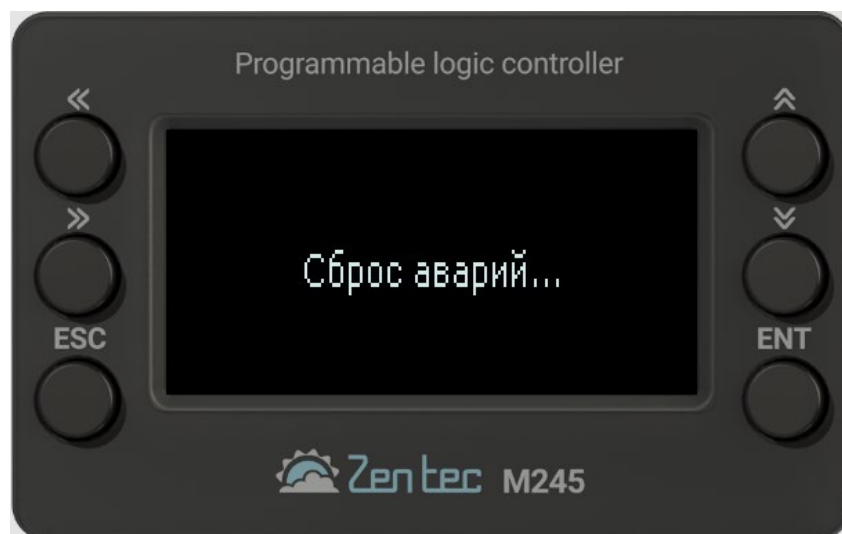 Programmable logic controller
«
»
ESC
Сброс аварий...
ENT
Zentec M245